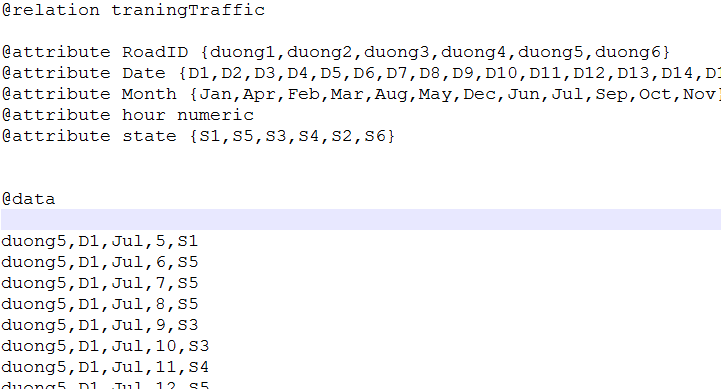 @relation traningTraffic
@attribute RoadID {duong1,duong2,duong3,duong4,duong5,duong6}
@attribute Date {D1,D2,D3,D4,D5,D6,D7,D8,D9,D10,D11,D12,D13,D14,D1
@attribute Month {Jan,Apr,Feb,Mar,Aug,May,Dec,Jun,Jul,Sep,Oct,Nov}
@attribute hour numeric
@attribute state {S1,S5,S3,S4,S2,S6}
@data
duong5,D1,Jul,5,S1
duong5,D1,Jul,6,S5
duong5,D1,Jul,7,S5
duong5,D1,Jul,8,S5
duong5,D1,Jul,9,S3
duong5,D1,Jul,10,S3
duong5,D1,Jul,11,S4
duong5,D1,Jul,12,S5